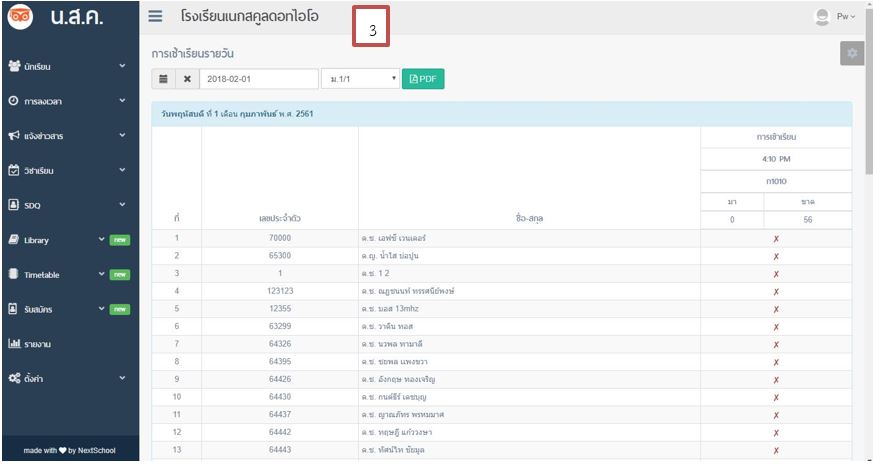 น.ส.ค.
โรงเรียนเนกสคูลดอทไอโอ
3
Pw
นักเรียน
การลงเวลา
แจ้งข่าวสาร
วิชาเรียน
SDQ
Library new
Timetable new
รับสมัคร new
รายงาน
ตั้งค่า
made with by NextSchool
การเช้าเรียนรายวัน
2018-02-01 ม.1/1 PDF
วันพฤหัสบดี ที่ 1 เดือน กุมภาพันธ์ พ.ศ. 2561
การเข้าเรียน
4:10 PM
ก1010
มา ขาด
ที่ เลขประจำตัว ชื่อ-สกุล 0 56
1 70000 ด.ช. เอฟซี เวนเดอร์ ✗
2 65300 ด.ญ. น้ำใส บ่อปูน ✗
3 1 ด.ช. 1 2 ✗
4 123123 ด.ช. ณฏชนนท์ ทรรศนีย์พงษ์ ✗
5 12355 ด.ช. บอส 13mhz ✗
6 63299 ด.ช. วาดิน ทอส ✗
7 64326 ด.ช. นวพล ทามาลี ✗
8 64395 ด.ช. ชยพล แพงขวา ✗
9 64426 ด.ช. อังกฤษ ทองเจริญ ✗
10 64430 ด.ช. กนต์ธีร์ เดชบุญ ✗
11 64437 ด.ช. ญาณภัทร พรหมมาศ ✗
12 64442 ด.ช. ทฤษฎี แก้ววงษา ✗
13 64443 ด.ช. ทัศน์ไท ชัยมูล ✗